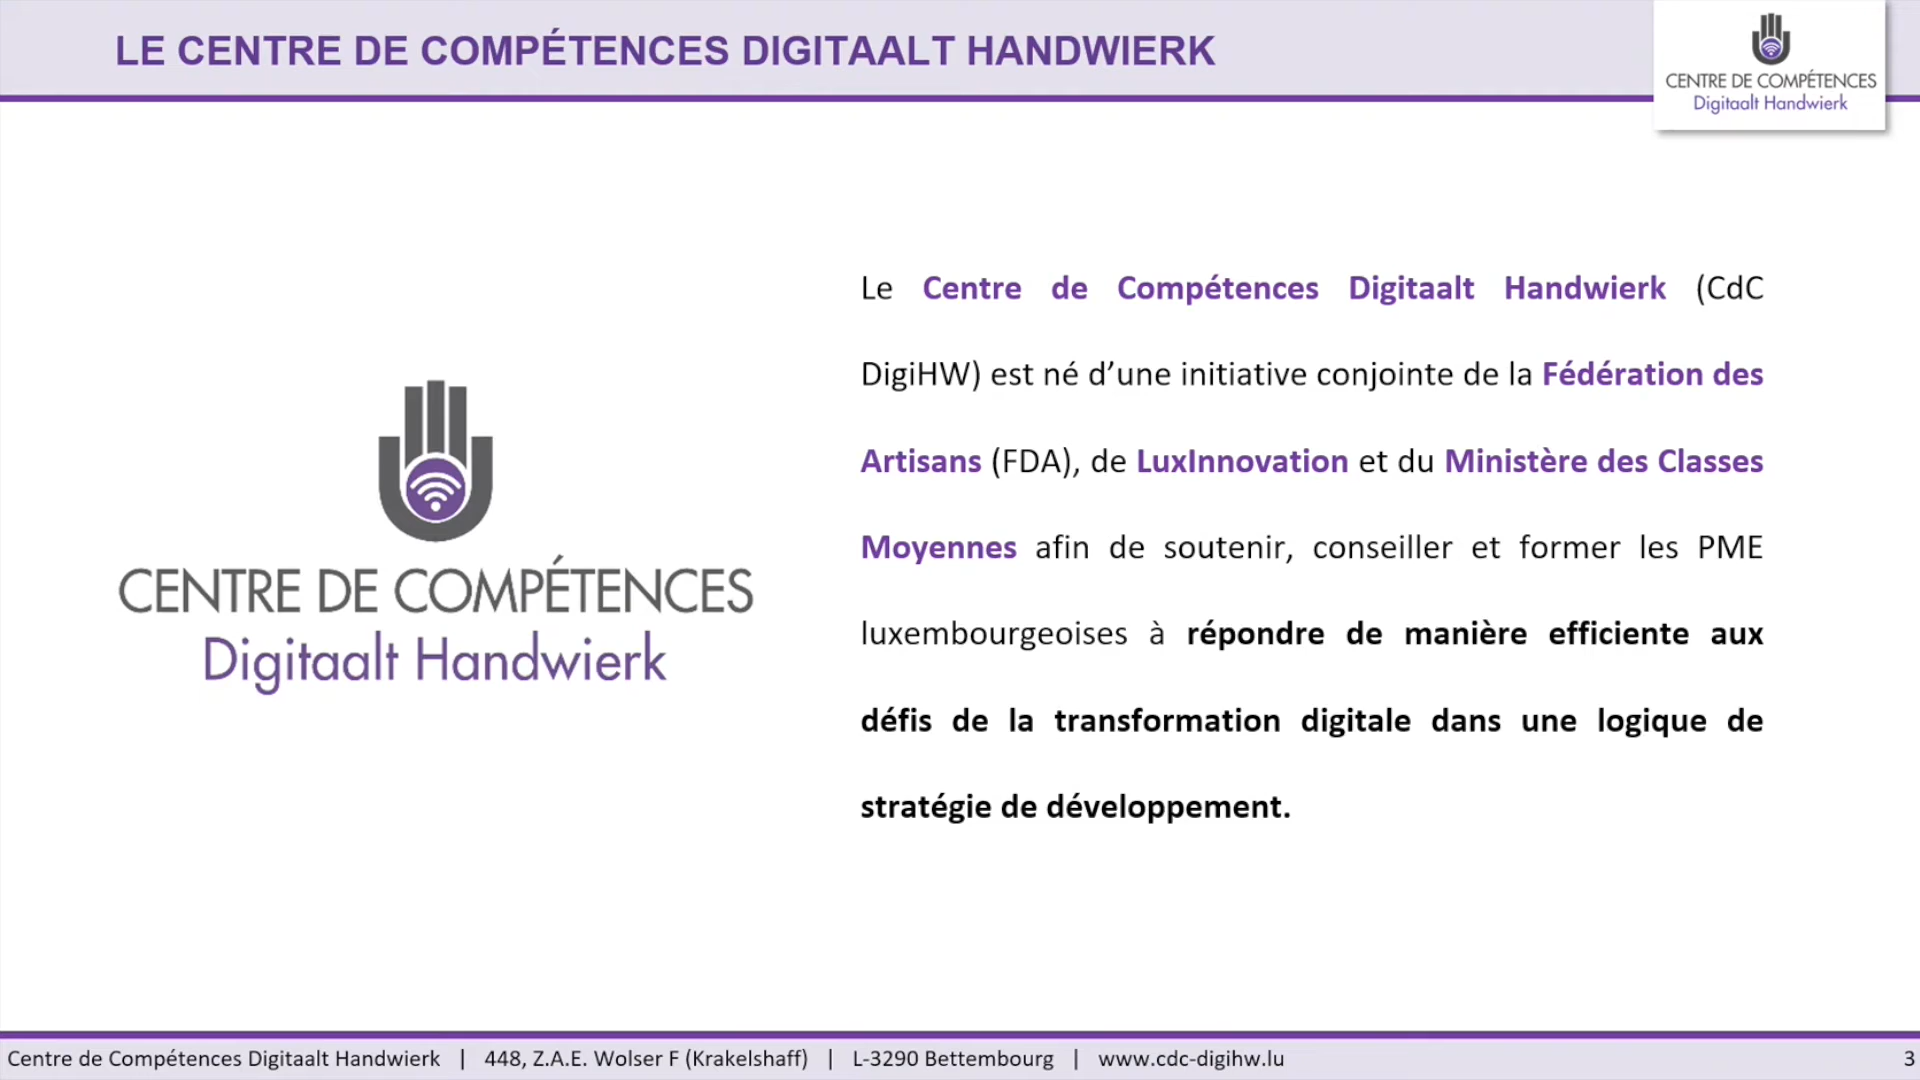 LE CENTRE DE COMPÉTENCES DIGITAALT HANDWIERK
CENTRE DE COMPÉTENCES
Digitaalt Handwierk
CENTRE DE COMPÉTENCES
Digitaalt Handwierk
Le Centre de Compétences Digitaalt Handwierk (CdC
DigiHW) est né d’une initiative conjointe de la Fédération des
Artisans (FDA), de LuxInnovation et du Ministère des Classes
Moyennes afin de soutenir, conseiller et former les PME
luxembourgeoises à répondre de manière efficiente aux
défis de la transformation digitale dans une logique de
stratégie de développement.
Centre de Compétences Digitaalt Handwierk | 448, Z.A.E. Wolser F (Krakelshaff) | L-3290 Bettembourg | www.cdc-digihw.lu 3